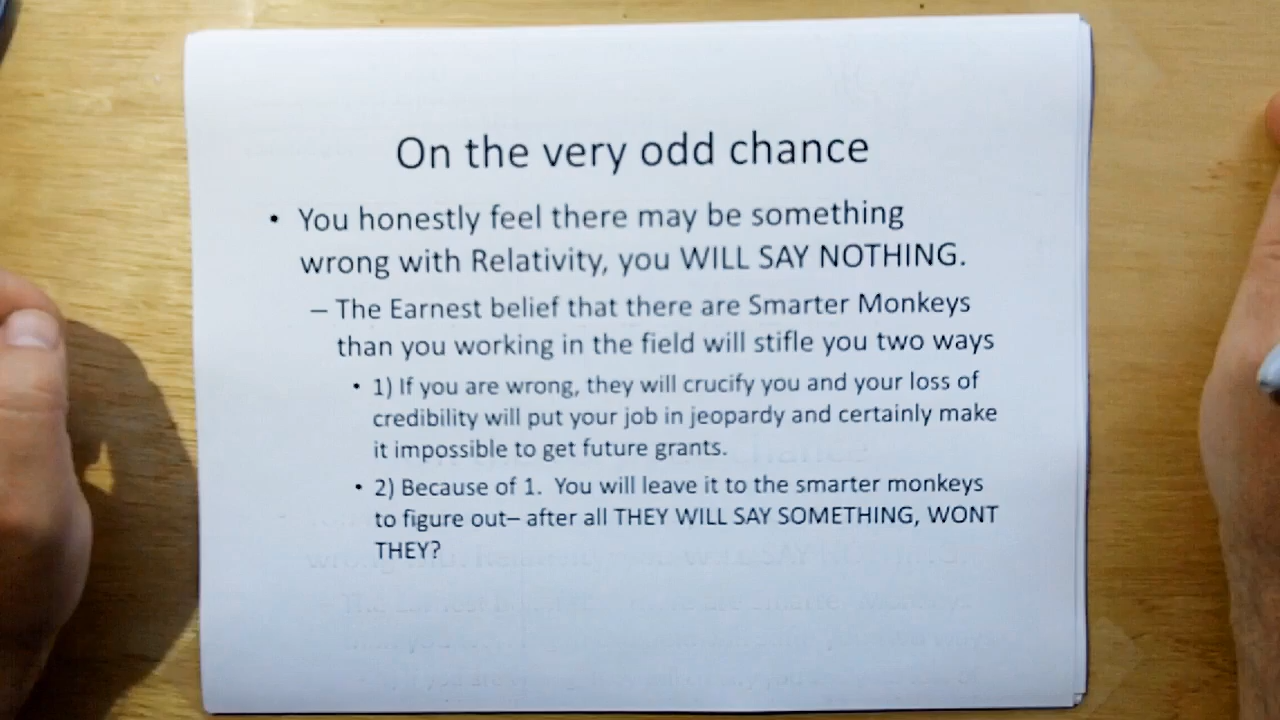 On the very odd chance
• You honestly feel there may be something
wrong with Relativity, you WILL SAY NOTHING.
– The Earnest belief that there are Smarter Monkeys
than you working in the field will stifle you two ways
• 1) If you are wrong, they will crucify you and your loss of
credibility will put your job in jeopardy and certainly make
it impossible to get future grants.
• 2) Because of 1.  You will leave it to the smarter monkeys
to figure out– after all THEY WILL SAY SOMETHING, WONT
THEY?